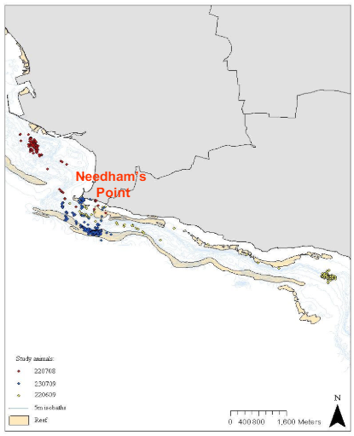 Needham's
Point
Study animals
220708
230709
220609
5m isobaths
Reef
0 400 800 1,600 Meters
N